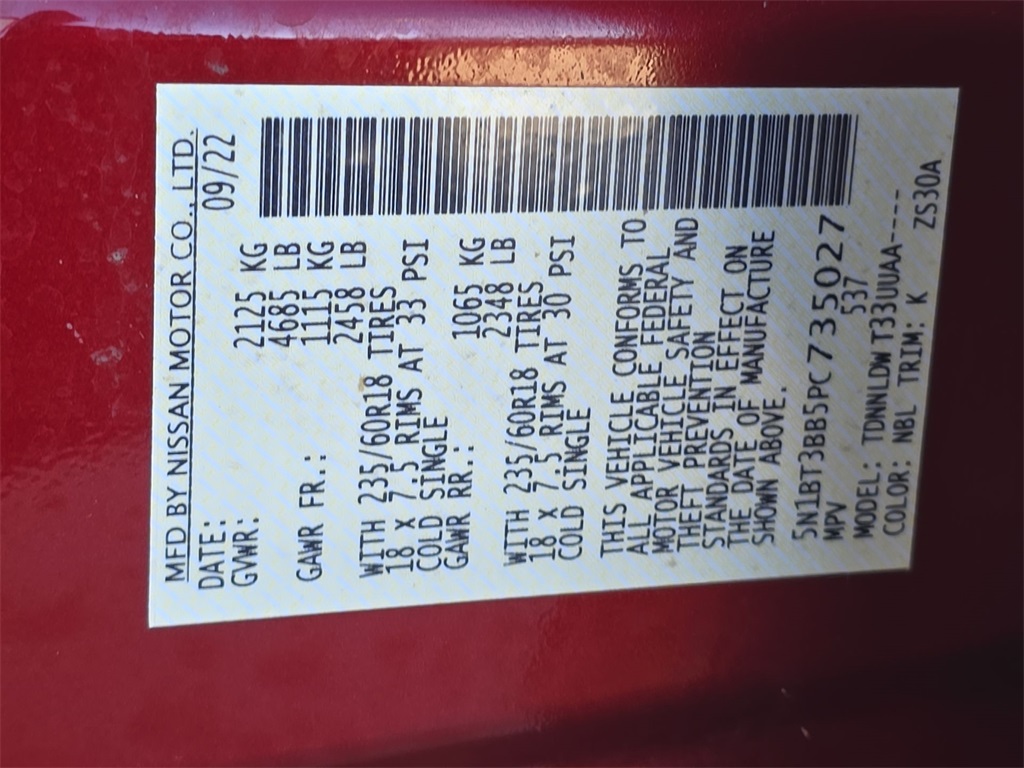 MFD BY NISSAN MOTOR CO., LTD.
DATE: 09/22
GVWR: 2125 KG
4685 LB
GAWR FR.: 1115 KG
2458 LB
WITH 235/60R18 TIRES
18 X 7.5 RIMS AT 33 PSI
COLD SINGLE
GAWR RR.: 1065 KG
2348 LB
WITH 235/60R18 TIRES
18 X 7.5 RIMS AT 30 PSI
COLD SINGLE
THIS VEHICLE CONFORMS TO
ALL APPLICABLE FEDERAL
MOTOR VEHICLE SAFETY AND
THEFT PREVENTION
STANDARDS IN EFFECT ON
THE DATE OF MANUFACTURE
SHOWN ABOVE.
5N1BT3BB5PC735027
MPV 537
MODEL: TDNNLDWT33UUAA-----
COLOR: NBL TRIM: K ZS30A